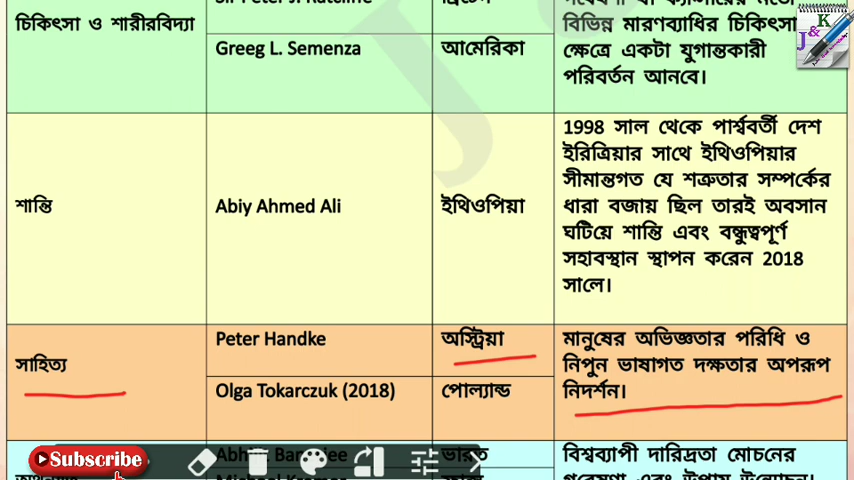 চিকিৎসা ও শারীরবিদ্যা
Greeg L. Semenza
আমেরিকা
বিভিন্ন মারণব্যাধির চিকিৎসা
ক্ষেত্রে একটা যুগান্তকারী
পরিবর্তন আনবে।
J
&
K
শান্তি
Abiy Ahmed Ali
ইথিওপিয়া
1998 সাল থেকে পার্শ্ববর্তী দেশ
ইরিত্রিয়ার সাথে ইথিওপিয়ার
সীমান্তগত যে শত্রুতার সম্পর্কের
ধারা বজায় ছিল তারই অবসান
ঘটিয়ে শান্তি এবং বন্ধুত্বপূর্ণ
সহাবস্থান স্থাপন করেন 2018
সালে।
সাহিত্য
Peter Handke
অস্ট্রিয়া
Olga Tokarczuk (2018)
পোল্যান্ড
মানুষের অভিজ্ঞতার পরিধি ও
নিপুন ভাষাগত দক্ষতার অপরূপ
নিদর্শন।
ভারত
বিশ্বব্যাপী দারিদ্রতা মোচনের
Subscribe